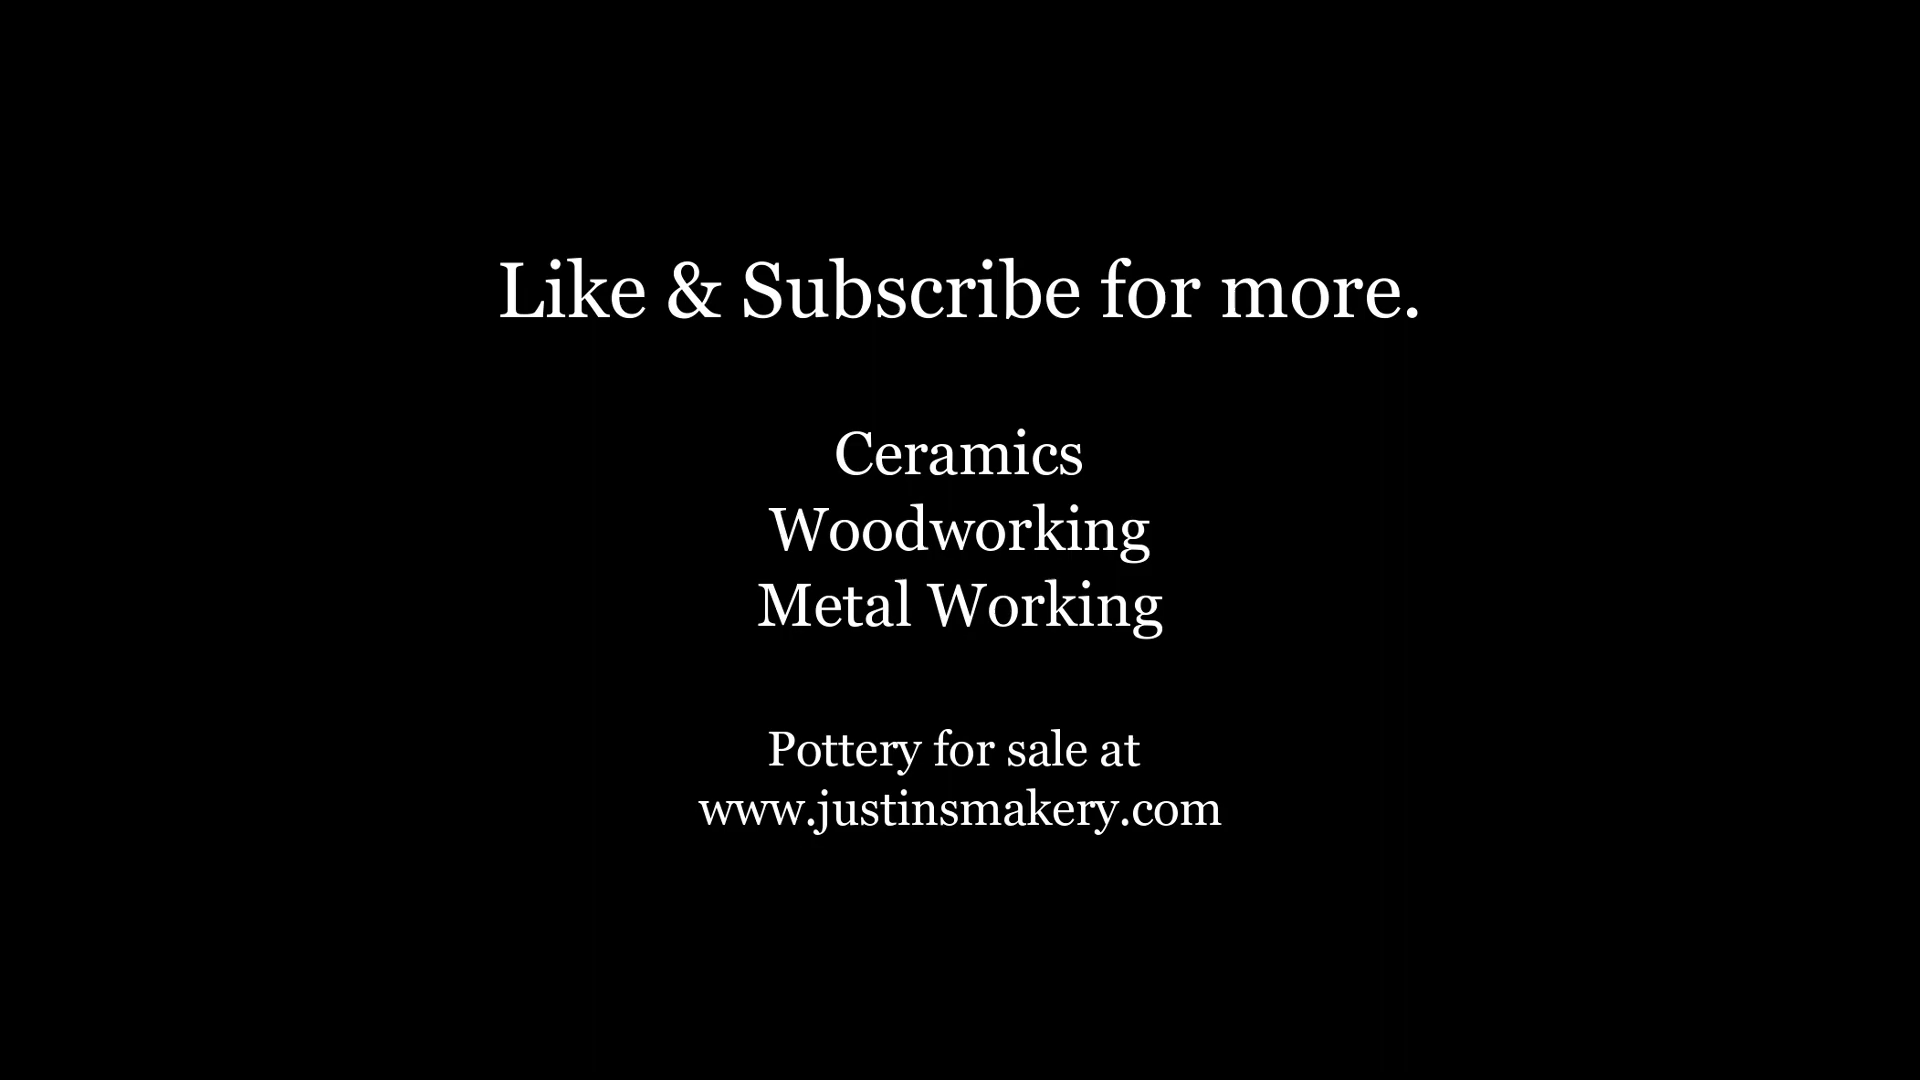 Like & Subscribe for more.
Ceramics
Woodworking
Metal Working
Pottery for sale at
www.justinsmakery.com